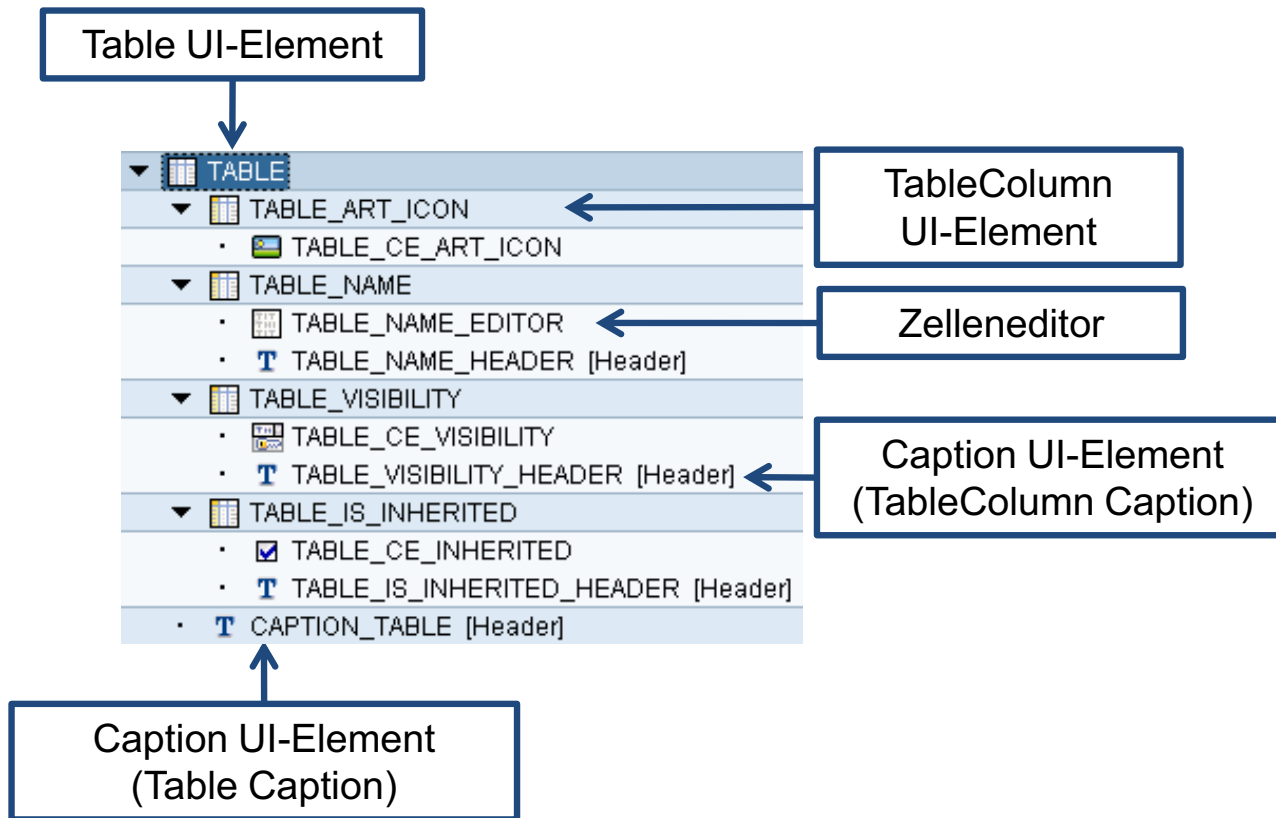 Table UI-Element
TABLE
TABLE_ART_ICON
TABLE_CE_ART_ICON
TABLE_NAME
TABLE_NAME_EDITOR
TABLE_NAME_HEADER [Header]
TABLE_VISIBILITY
TABLE_CE_VISIBILITY
TABLE_VISIBILITY_HEADER [Header]
TABLE_IS_INHERITED
TABLE_CE_INHERITED
TABLE_IS_INHERITED_HEADER [Header]
CAPTION_TABLE [Header]
TableColumn
UI-Element
Zelleneditor
Caption UI-Element
(TableColumn Caption)
Caption UI-Element
(Table Caption)